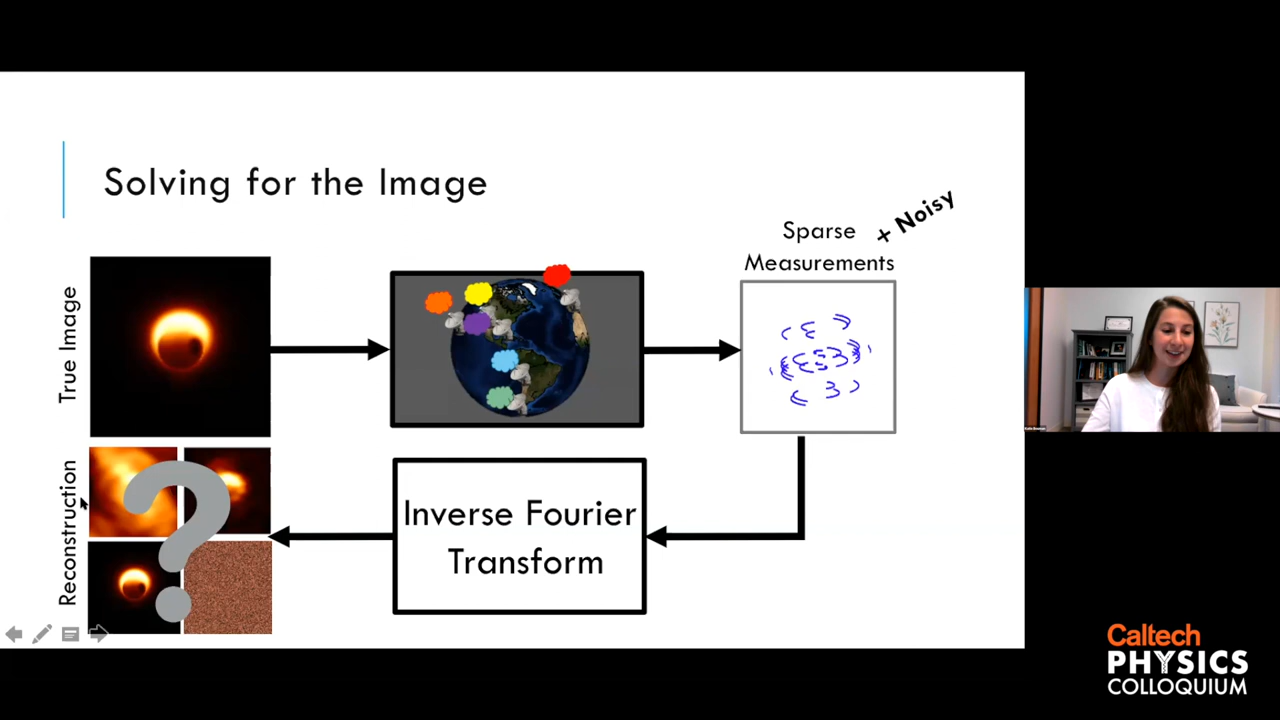 Solving for the Image
Sparse
Measurements
+ Noisy
True Image
Reconstruction
Inverse Fourier
Transform
?
Caltech
PHYSICS
COLLOQUIUM